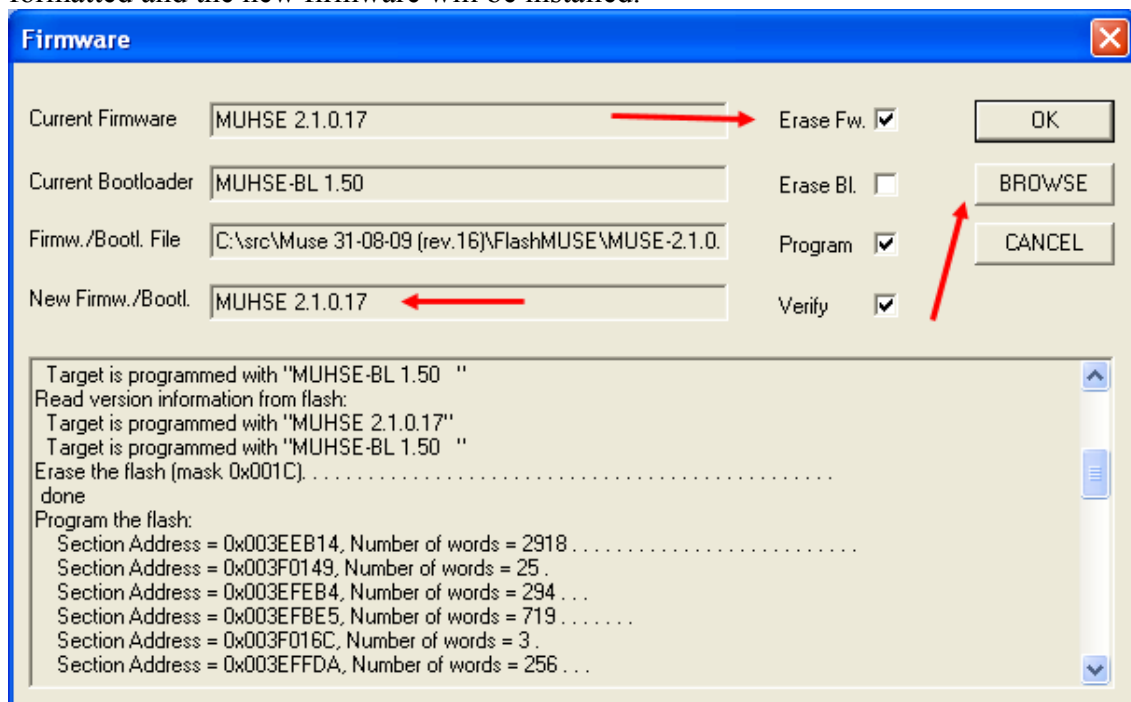 formatted and the new firmware will be installed.
Firmware
Current Firmware MUHSE 2.1.0.17 Erase Fw. OK
Current Bootloader MUHSE-BL 1.50 Erase Bl. BROWSE
Firmw./Bootl. File C:\src\Muse 31-08-09 (rev.16)\FlashMUSE\MUSE-2.1.0. Program CANCEL
New Firmw./Bootl. MUHSE 2.1.0.17 Verify
Target is programmed with "MUHSE-BL 1.50   "
Read version information from flash:
Target is programmed with "MUHSE 2.1.0.17"
Target is programmed with "MUHSE-BL 1.50   "
Erase the flash (mask 0x001C). . . . . . . . . . . . . . . . . . . . . . . . . . . . . . . . . . . . . . . . . . . . . . . . .
done
Program the flash:
Section Address = 0x003EEB14, Number of words = 2918 . . . . . . . . . . . . . . . . . . . . . . . . . .
Section Address = 0x003F0149, Number of words = 25 .
Section Address = 0x003EFEB4, Number of words = 294 . . .
Section Address = 0x003EFBE5, Number of words = 719 . . . . . . .
Section Address = 0x003F016C, Number of words = 3 .
Section Address = 0x003EFFDA, Number of words = 256 . . .